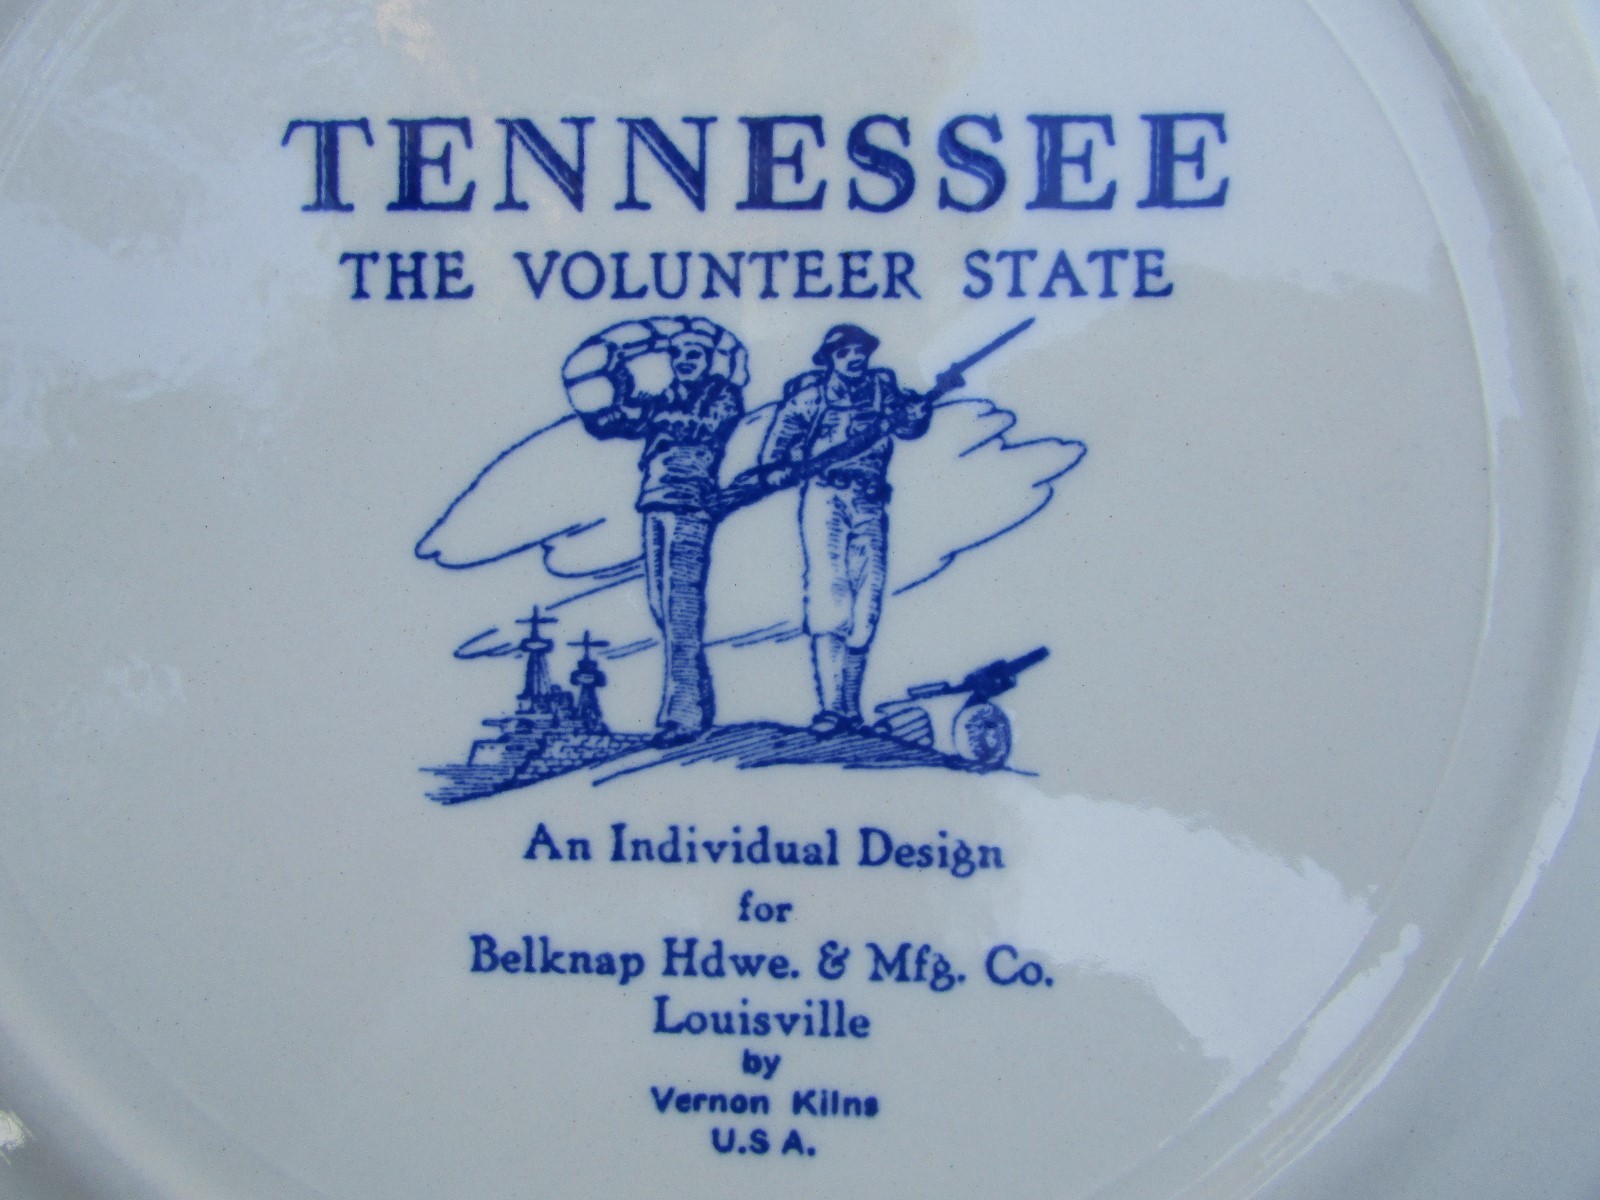 TENNESSEE
THE VOLUNTEER STATE
An Individual Design
for
Belknap Hdwe. & Mfg. Co.
Louisville
by
Vernon Kilns
U.S A.